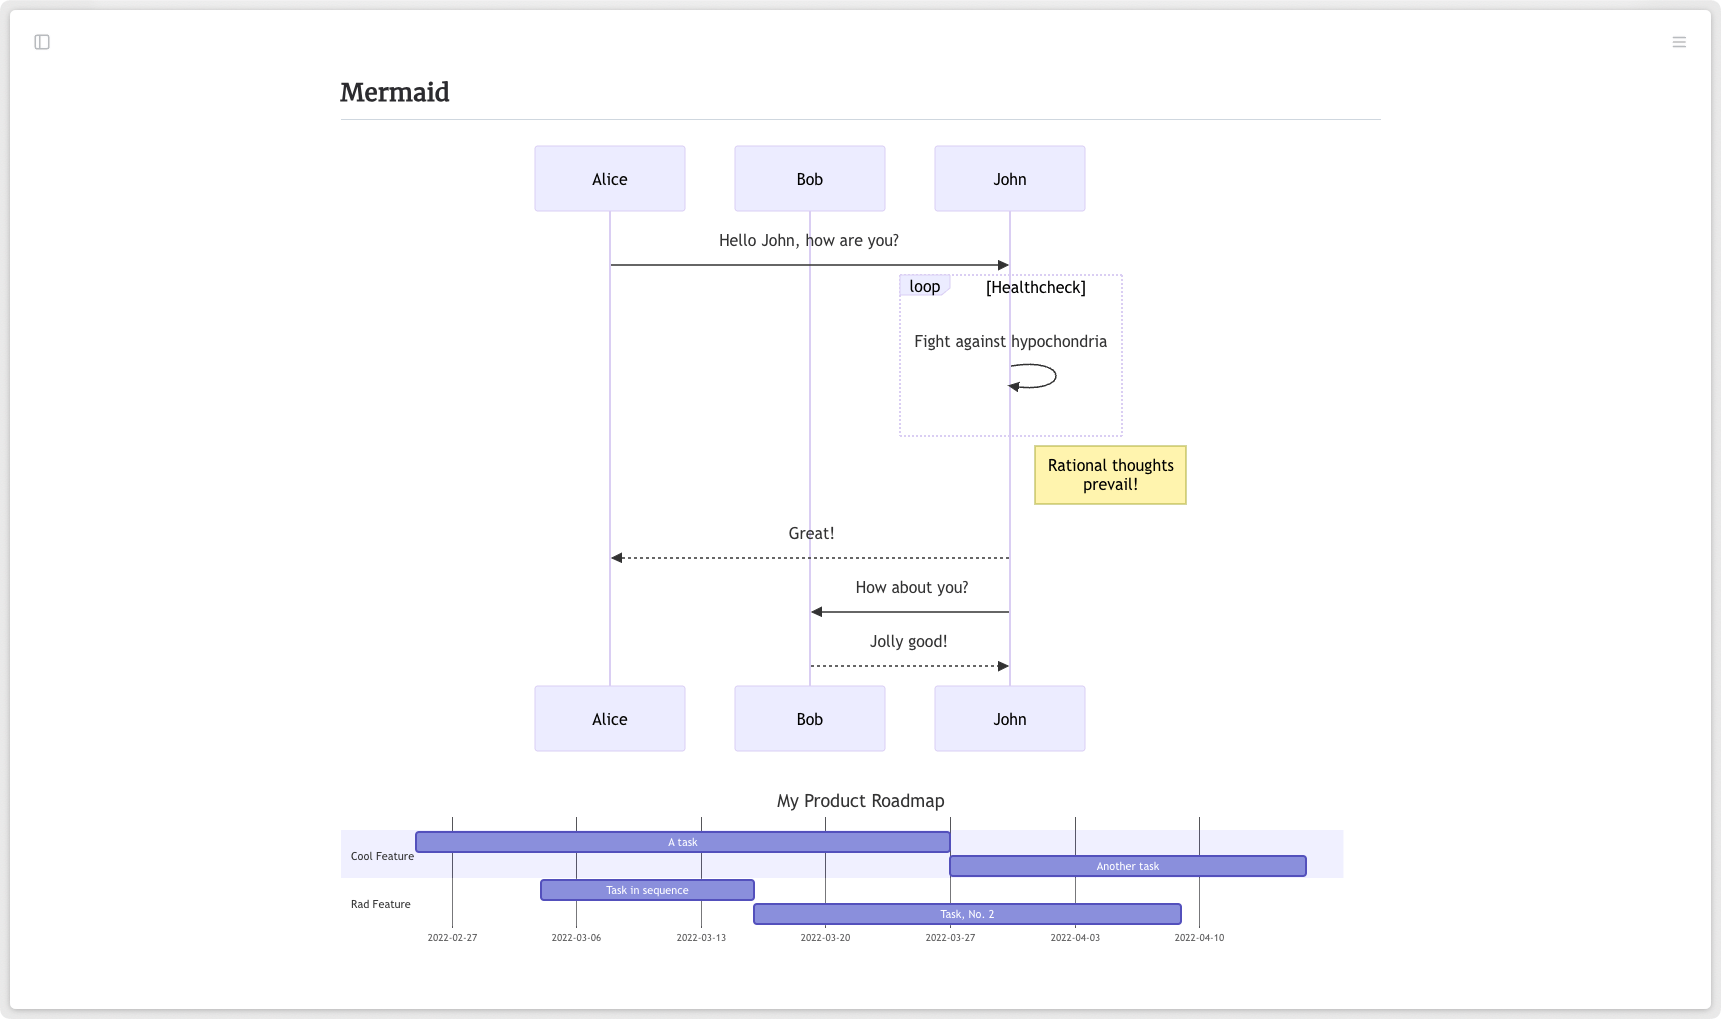 Mermaid
Alice
Bob
John
Hello John, how are you?
loop
[Healthcheck]
Fight against hypochondria
Rational thoughts
prevail!
Great!
How about you?
Jolly good!
Alice
Bob
John
My Product Roadmap
A task
Cool Feature
Another task
Task in sequence
Rad Feature
Task, No. 2
2022-02-27
2022-03-06
2022-03-13
2022-03-20
2022-03-27
2022-04-03
2022-04-10